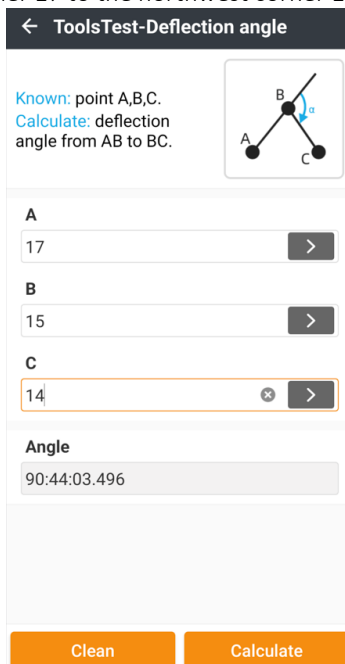 ← ToolsTest-Deflection angle
Known: point A,B,C.
Calculate: deflection
angle from AB to BC.
B
α
A
C
A
17
B
15
C
14
Angle
90:44:03.496
Clean
Calculate